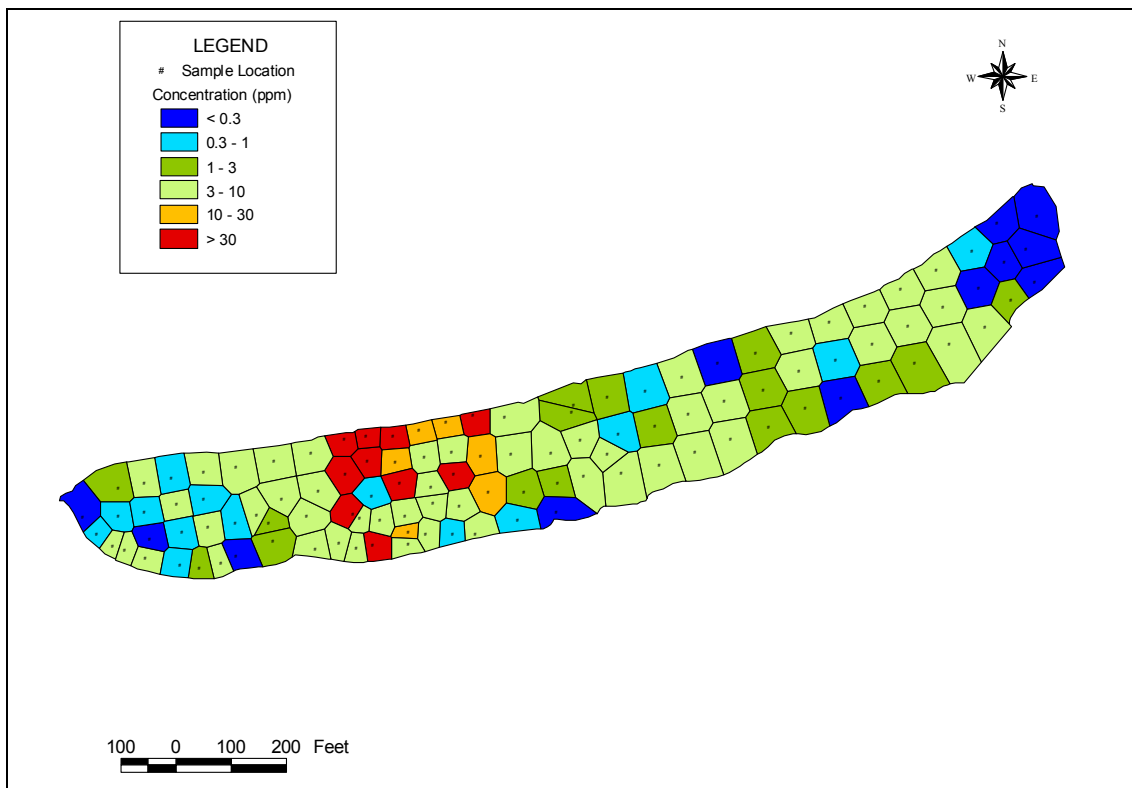 LEGEND
# Sample Location
Concentration (ppm)
< 0.3
0.3 - 1
1 - 3
3 - 10
10 - 30
> 30
N
W E
S
100 0 100 200 Feet